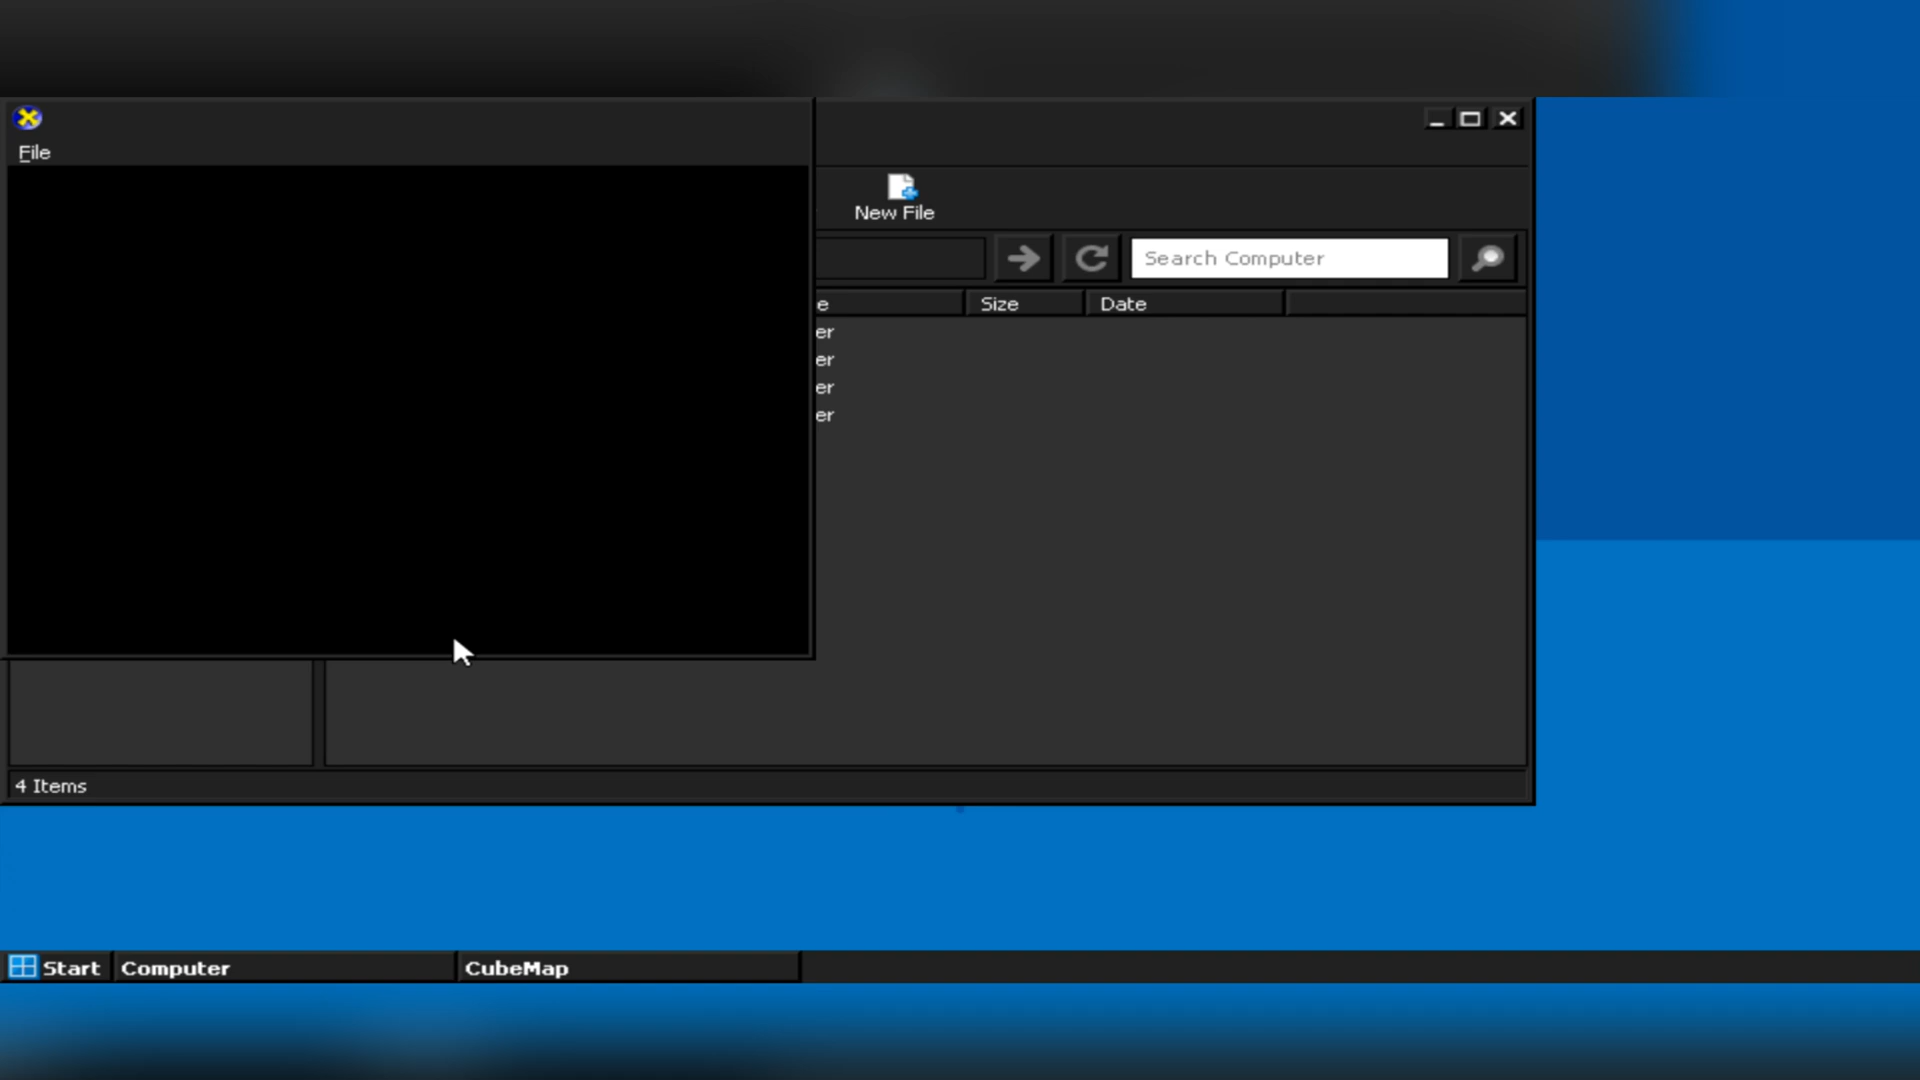 File
New File
Search Computer
e
Size
Date
er
er
er
er
4 Items
Start
Computer
CubeMap